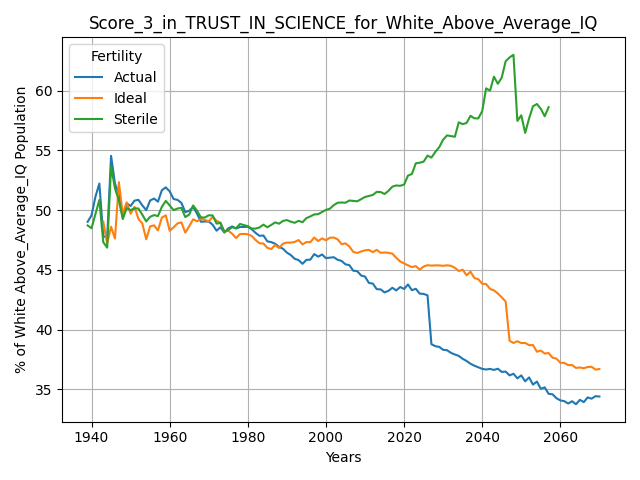 Score_3_in_TRUST_IN_SCIENCE_for_White_Above_Average_IQ
Fertility
Actual
Ideal
Sterile
% of White Above_Average_IQ Population
60
55
50
45
40
35
1940
1960
1980
2000
2020
2040
2060
Years